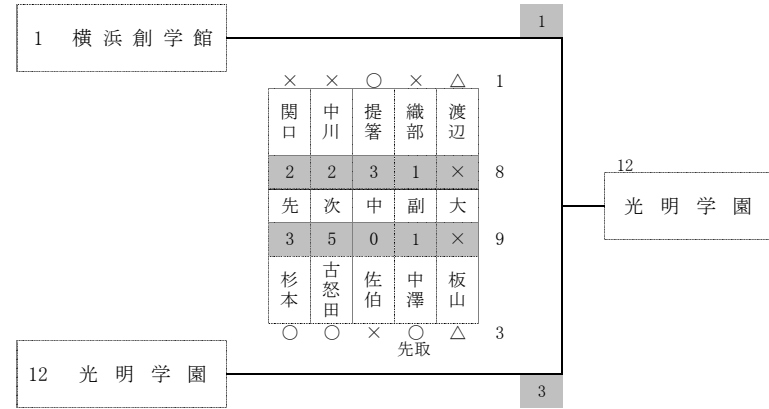 1
1 横浜創学館
× × ○ × △ 1
関口 中川 提箸 織部 渡辺
2 2 3 1 × 8
先 次 中 副 大
3 5 0 1 × 9
杉本 古怒田 佐伯 中澤 板山
○ ○ × ○ △ 3
先取
12
光明学園
12 光明学園
3